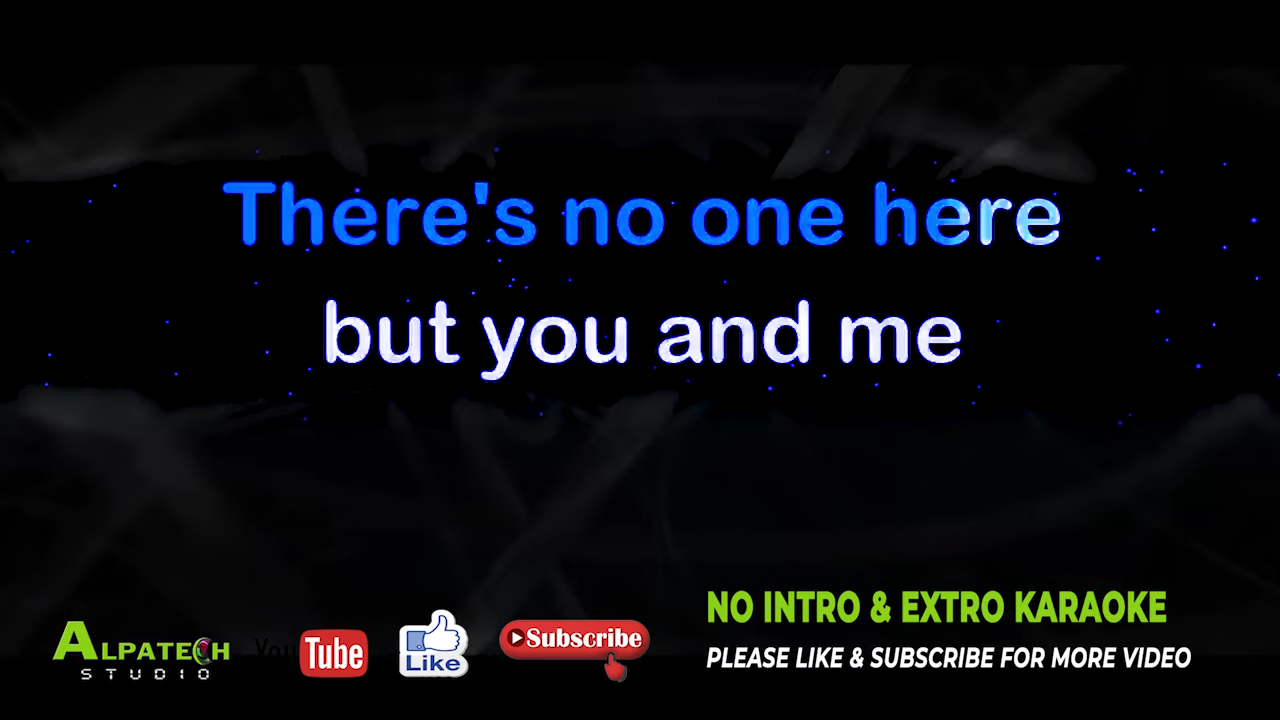 There's no one here
but you and me
NO INTRO & EXTRO KARAOKE
ALPATECH
STUDIO
YouTube
Like
Subscribe
PLEASE LIKE & SUBSCRIBE FOR MORE VIDEO